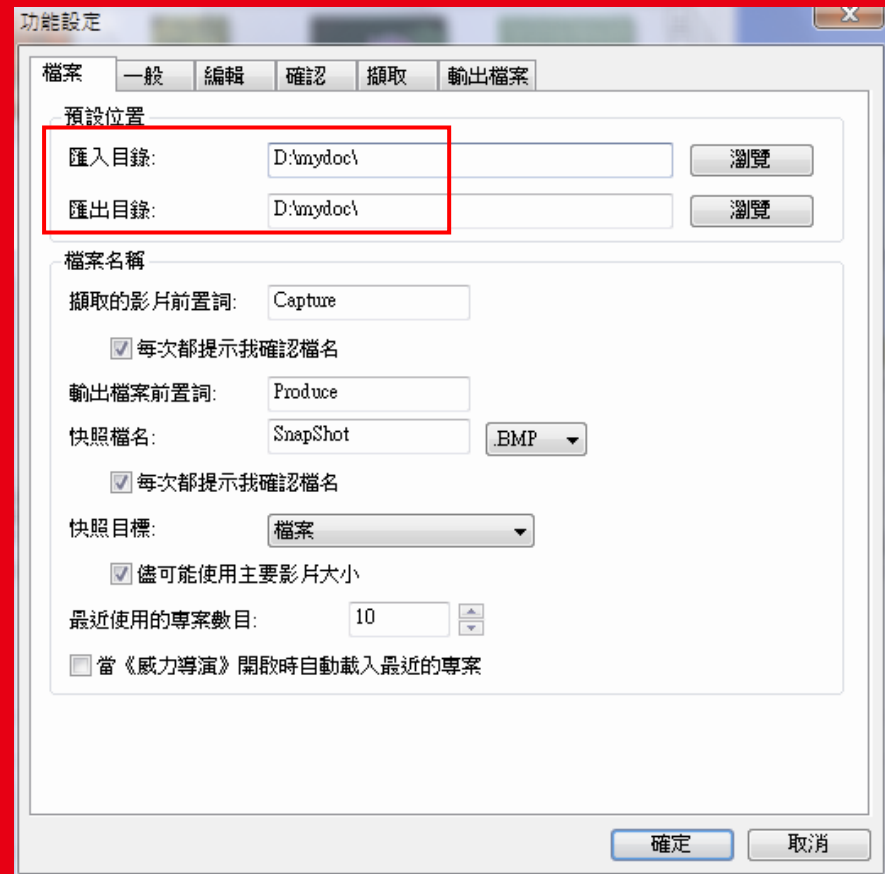 功能設定
檔案 一般 編輯 確認 擷取 輸出檔案
預設位置
匯入目錄: D:\mydoc\ 瀏覽
匯出目錄: D:\mydoc\ 瀏覽
檔案名稱
擷取的影片前置詞: Capture
每次都提示我確認檔名
輸出檔案前置詞: Produce
快照檔名: SnapShot .BMP
每次都提示我確認檔名
快照目標: 檔案
儘可能使用主要影片大小
最近使用的專案數目: 10
當《威力導演》開啟時自動載入最近的專案
確定 取消